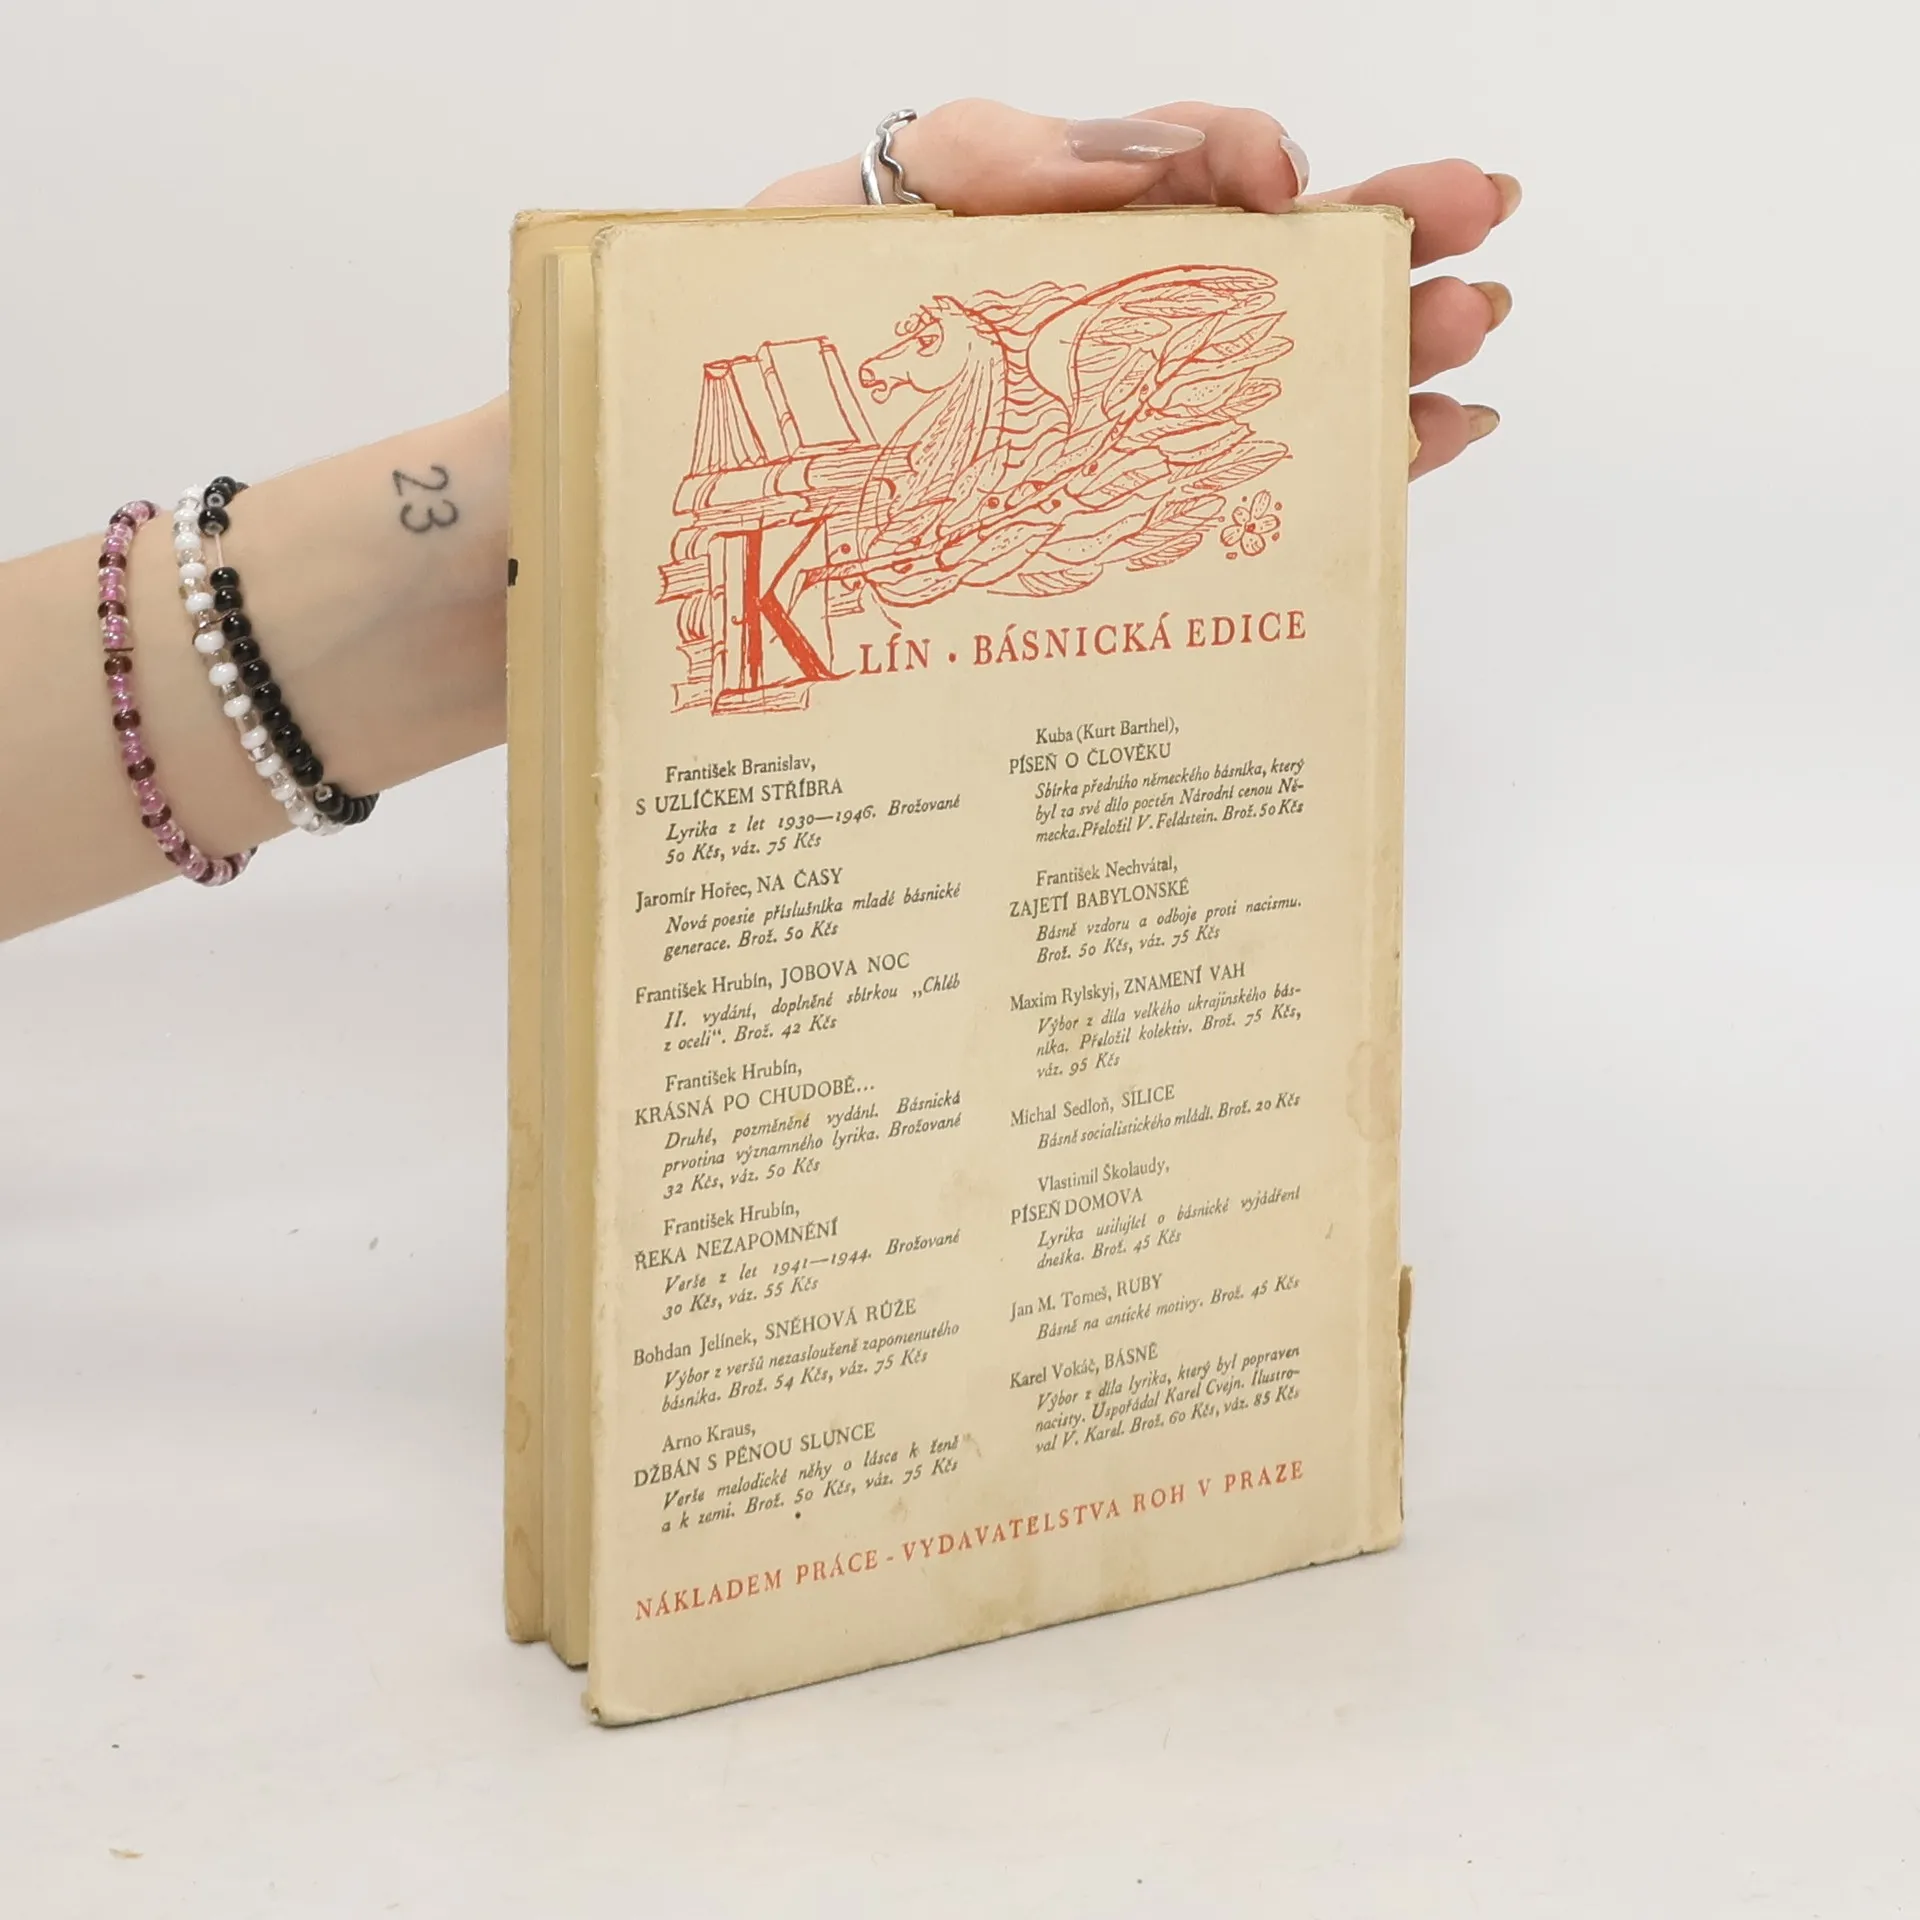 23
KLÍN • BÁSNICKÁ EDICE
František Branislav,
S UZLÍČKEM STŘÍBRA
Lyrika z let 1930—1946. Brožované
50 Kčs, váz. 75 Kčs
Jaromír Hořec, NA ČASY
Nová poesie příslušníka mladé básnické
generace. Brož. 50 Kčs
František Hrubín, JOBOVA NOC
II. vydání, doplněné sbírkou „Chléb
z oceli“. Brož. 42 Kčs
František Hrubín,
KRÁSNÁ PO CHUDOBĚ...
Druhé, pozměněné vydání. Básnická
prvotina významného lyrika. Brožované
32 Kčs, váz. 50 Kčs
František Hrubín,
ŘEKA NEZAPOMNĚNÍ
Verše z let 1941—1944. Brožované
30 Kčs, váz. 55 Kčs
Bohdan Jelínek, SNĚHOVÁ RŮŽE
Výbor z veršů nezaslouženě zapomenutého
básníka. Brož. 54 Kčs, váz. 75 Kčs
Arno Kraus,
DŽBÁN S PĚNOU SLUNCE
Verše melodické něhy o lásce k ženě
a k zemi. Brož. 50 Kčs, váz. 75 Kčs
Kuba (Kurt Barthel),
PÍSEŇ O ČLOVĚKU
Sbírka předního německého básníka, který
byl za své dílo poctěn Národní cenou Ně-
mecka. Přeložil V. Feldstein. Brož. 50 Kčs
František Nechvátal,
ZAJETÍ BABYLONSKÉ
Básně vzdoru a odboje proti nacismu.
Brož. 50 Kčs, váz. 75 Kčs
Maxim Rylskyj, ZNAMENÍ VAH
Výbor z díla velkého ukrajinského bás-
níka. Přeložil kolektiv. Brož. 75 Kčs,
váz. 95 Kčs
Michal Sedloň, SILICE
Básně socialistického mládí. Brož. 20 Kčs
Vlastimil Školaudy,
PÍSEŇ DOMOVA
Lyrika usilující o básnické vyjádření
dneška. Brož. 45 Kčs
Jan M. Tomeš, RUBY
Básně na antické motivy. Brož. 45 Kčs
Karel Vokáč, BÁSNĚ
Výbor z díla lyrika, který byl popraven
nacisty. Uspořádal Karel Cvejn. Ilustro-
val V. Karel. Brož. 60 Kčs, váz. 85 Kčs
NÁKLADEM PRÁCE - VYDAVATELSTVA ROH V PRAZE